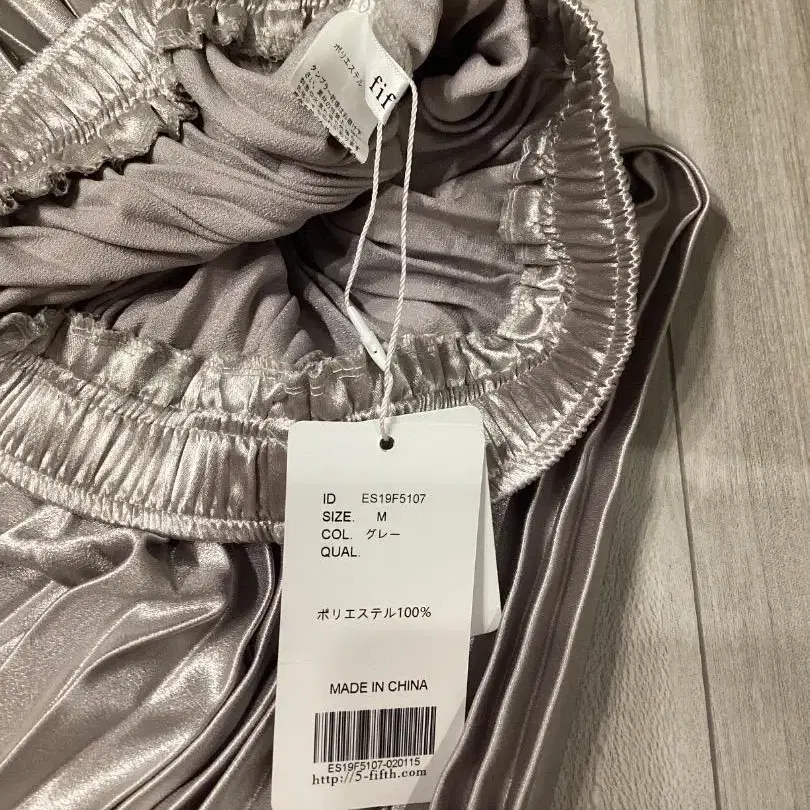 ポリエステル
fif
ID ES19F5107
SIZE. M
COL. グレー
QUAL.
ポリエステル100%
MADE IN CHINA
ES19F5107-020115
http://5-fifth.com/